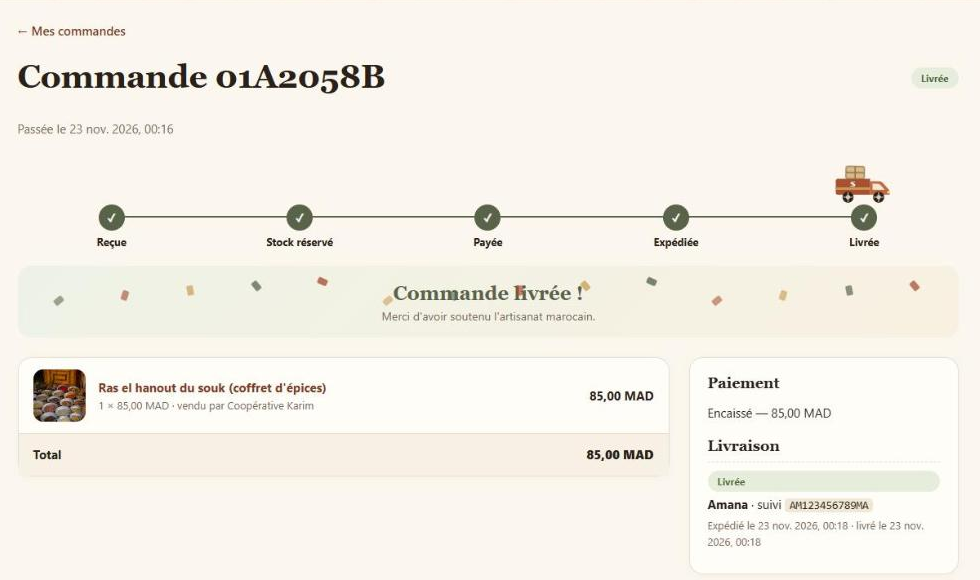 ← Mes commandes
Commande 01A2058B
Livrée
Passée le 23 nov. 2026, 00:16
Reçue
Stock réservé
Payée
Expédiée
Livrée
Commande livrée !
Merci d'avoir soutenu l'artisanat marocain.
Ras el hanout du souk (coffret d'épices)
1 × 85,00 MAD · vendu par Coopérative Karim
85,00 MAD
Total
85,00 MAD
Paiement
Encaissé — 85,00 MAD
Livraison
Livrée
Amana · suivi AM123456789MA
Expédié le 23 nov. 2026, 00:18 · livré le 23 nov.
2026, 00:18